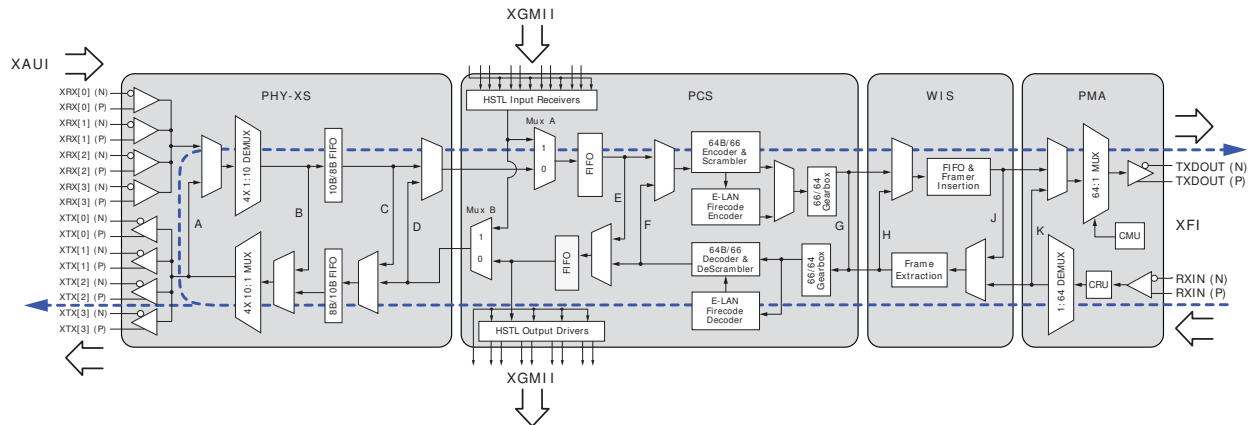 XGMII
XAUI
PHY-XS
PCS
WIS
PMA
XRX[0] (N)
XRX[0] (P)
XRX[1] (N)
XRX[1] (P)
XRX[2] (N)
XRX[2] (P)
XRX[3] (N)
XRX[3] (P)
XTX[0] (N)
XTX[0] (P)
XTX[1] (N)
XTX[1] (P)
XTX[2] (N)
XTX[2] (P)
XTX[3] (N)
XTX[3] (P)
A
4X 1:10 DEMUX
4X 10:1 MUX
B
10B/8B FIFO
8B/10B FIFO
C
D
HSTL Input Receivers
Mux A
1
0
Mux B
1
0
FIFO
FIFO
E
F
64B/66
Encoder &
Scrambler
E-LAN
Firecode
Encoder
64B/66
Decoder &
DeScrambler
E-LAN
Firecode
Decoder
66/64
Gearbox
66/64
Gearbox
G
HSTL Output Drivers
H
FIFO &
Framer
Insertion
Frame
Extraction
J
K
64:1 MUX
1:64 DEMUX
CMU
CRU
TXDOUT (N)
TXDOUT (P)
XFI
RXIN (N)
RXIN (P)
XGMII